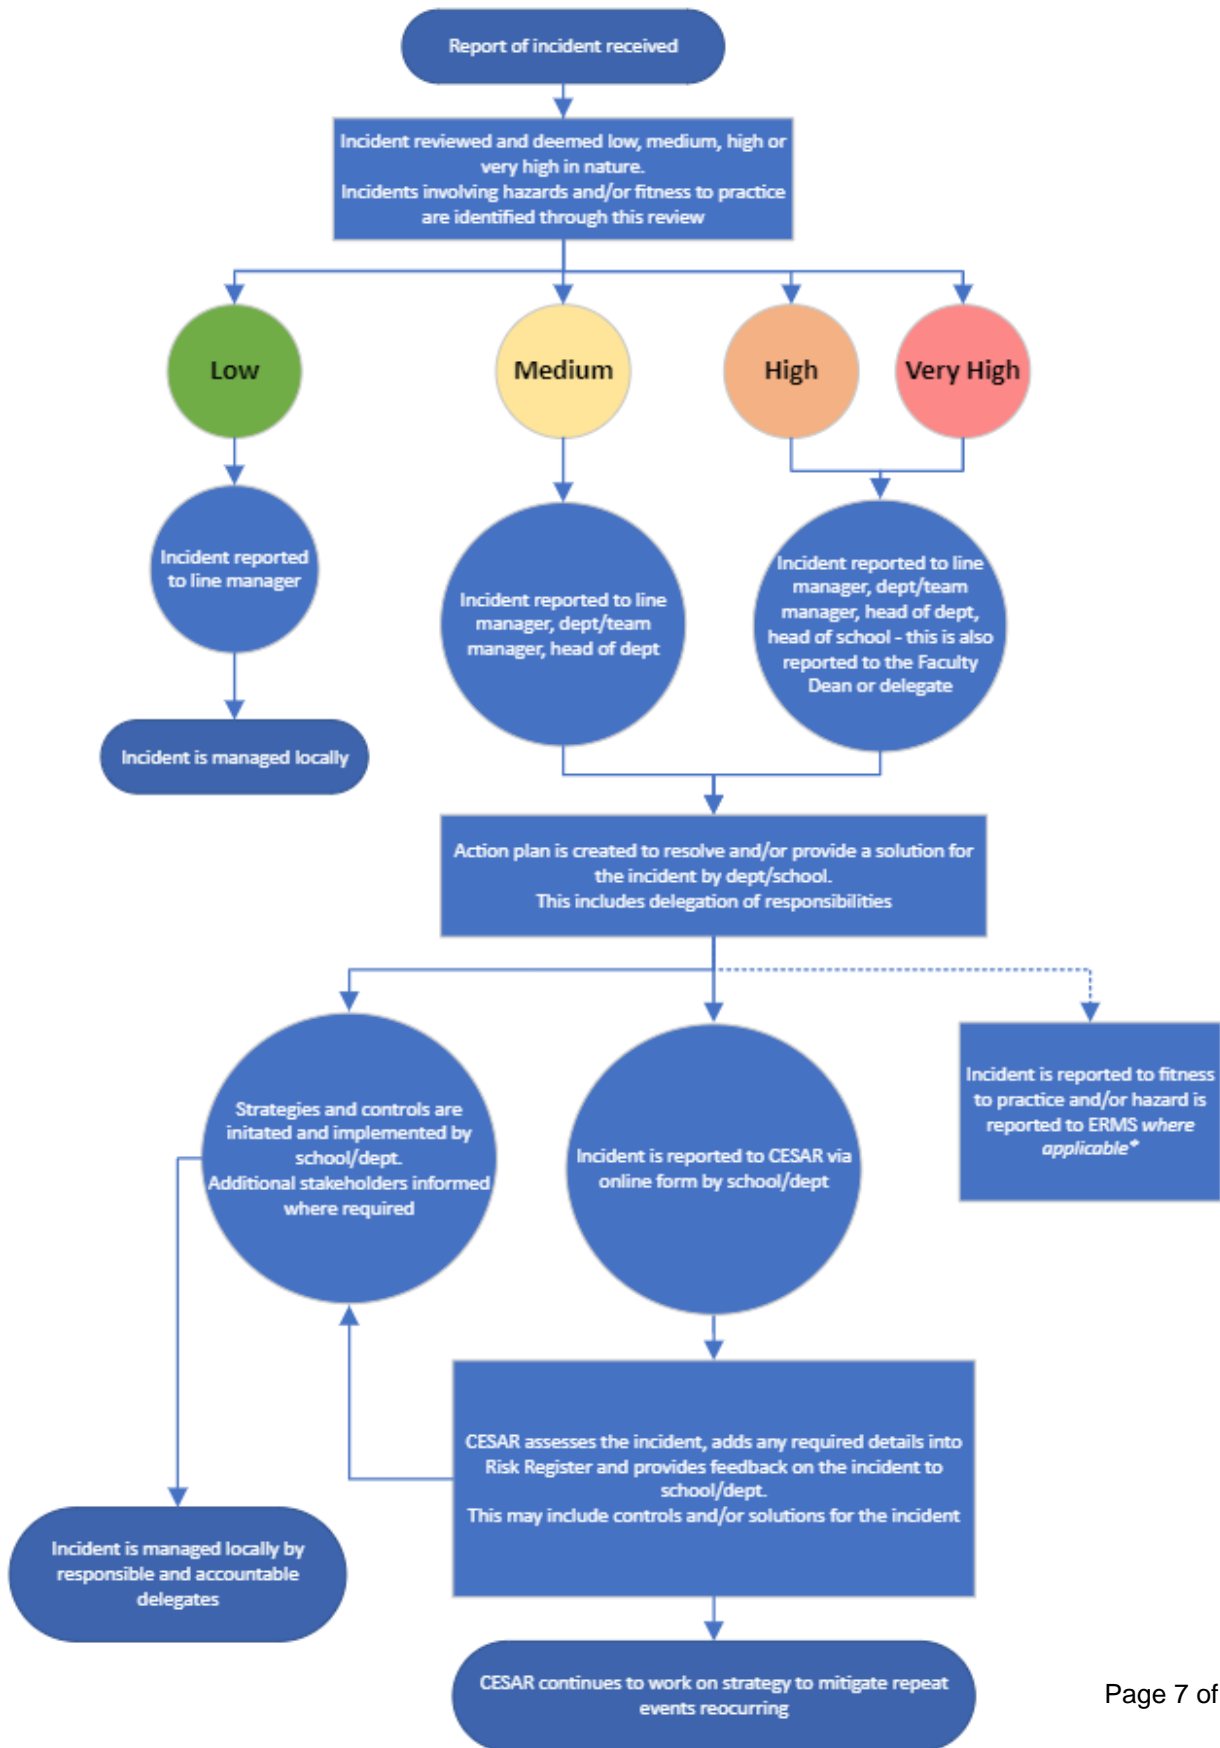 Report of incident received
Incident reviewed and deemed low, medium, high or
very high in nature.
Incidents involving hazards and/or fitness to practice
are identified through this review
Low
Medium
High
Very High
Incident reported
to line manager
Incident reported to line
manager, dept/team
manager, head of dept
Incident reported to line
manager, dept/team
manager, head of dept,
head of school - this is also
reported to the Faculty
Dean or delegate
Incident is managed locally
Action plan is created to resolve and/or provide a solution for
the incident by dept/school.
This includes delegation of responsibilities
Strategies and controls are
initated and implemented by
school/dept.
Additional stakeholders informed
where required
Incident is reported to CESAR via
online form by school/dept
Incident is reported to fitness
to practice and/or hazard is
reported to ERMS where
applicable*
CESAR assesses the incident, adds any required details into
Risk Register and provides feedback on the incident to
school/dept.
This may include controls and/or solutions for the incident
Incident is managed locally by
responsible and accountable
delegates
CESAR continues to work on strategy to mitigate repeat
events reocurring
Page 7 of